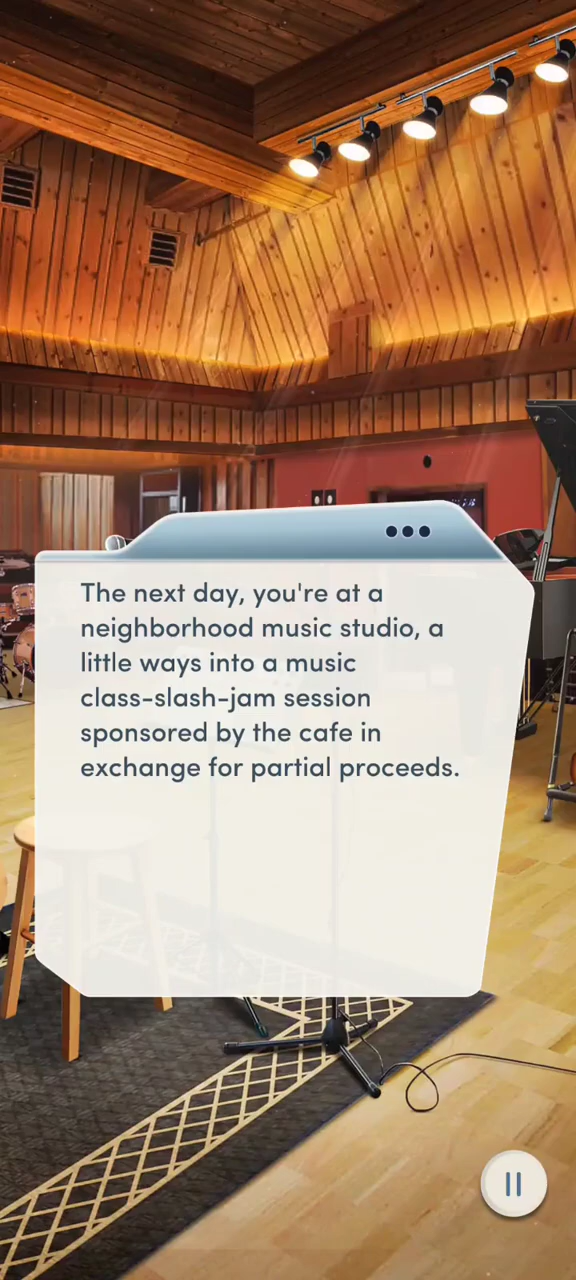 The next day, you're at a
neighborhood music studio, a
little ways into a music
class-slash-jam session
sponsored by the cafe in
exchange for partial proceeds.